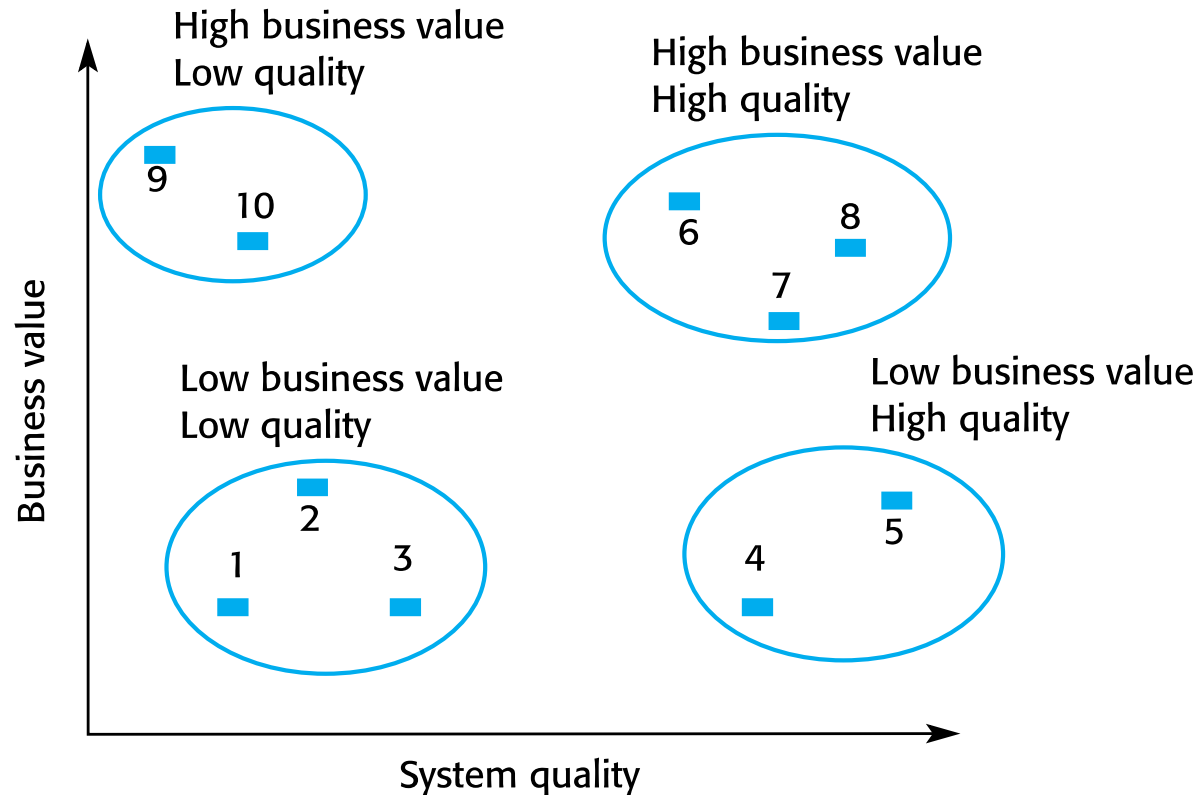 High business value
Low quality
High business value
High quality
9
10
6
8
7
Business value
Low business value
Low quality
Low business value
High quality
2
5
1
3
4
System quality